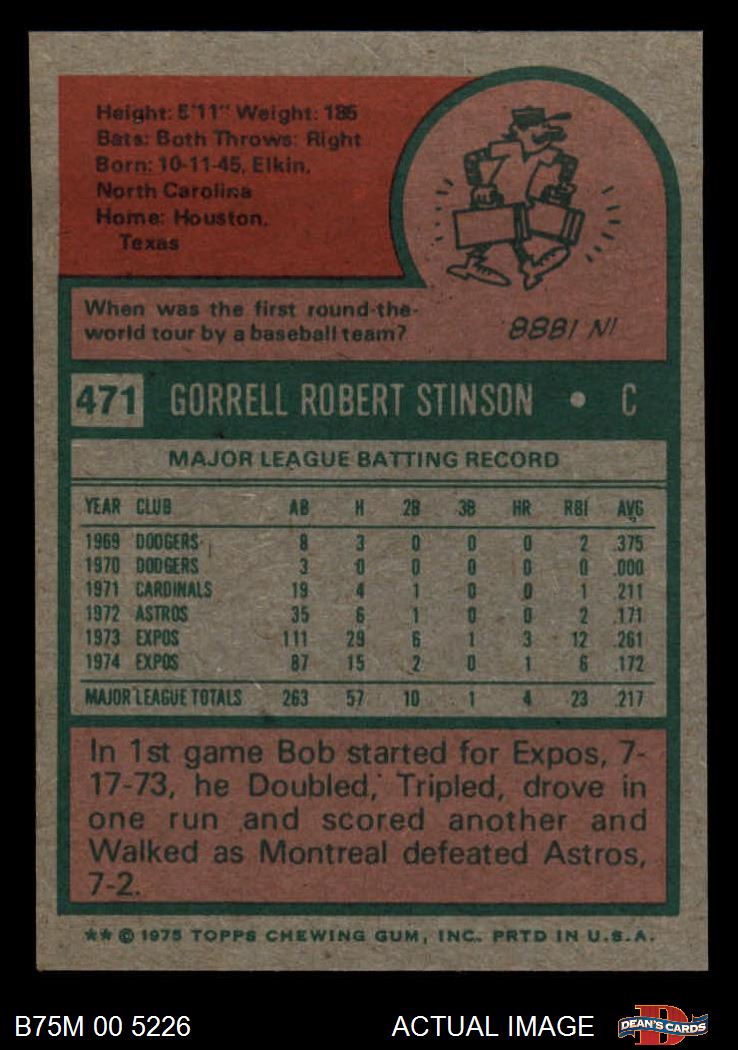 Height: 5'11" Weight: 185
Bats: Both Throws: Right
Born: 10-11-45, Elkin,
North Carolina
Home: Houston,
Texas
When was the first round-the-
world tour by a baseball team?
IN 1888
471 GORRELL ROBERT STINSON • C
MAJOR LEAGUE BATTING RECORD
YEAR CLUB AB H 2B 3B HR RBI AVG
1969 DODGERS 8 3 0 0 0 2 .375
1970 DODGERS 3 0 0 0 0 0 .000
1971 CARDINALS 19 4 1 0 0 1 .211
1972 ASTROS 35 6 1 0 0 2 .171
1973 EXPOS 111 29 6 1 3 12 .261
1974 EXPOS 87 15 2 0 1 6 .172
MAJOR LEAGUE TOTALS 263 57 10 1 4 23 .217
In 1st game Bob started for Expos, 7-
17-73, he Doubled, Tripled, drove in
one run and scored another and
Walked as Montreal defeated Astros,
7-2.
** © 1975 TOPPS CHEWING GUM, INC. PRTD IN U.S.A.
B75M 00 5226 ACTUAL IMAGE DEAN'S CARDS